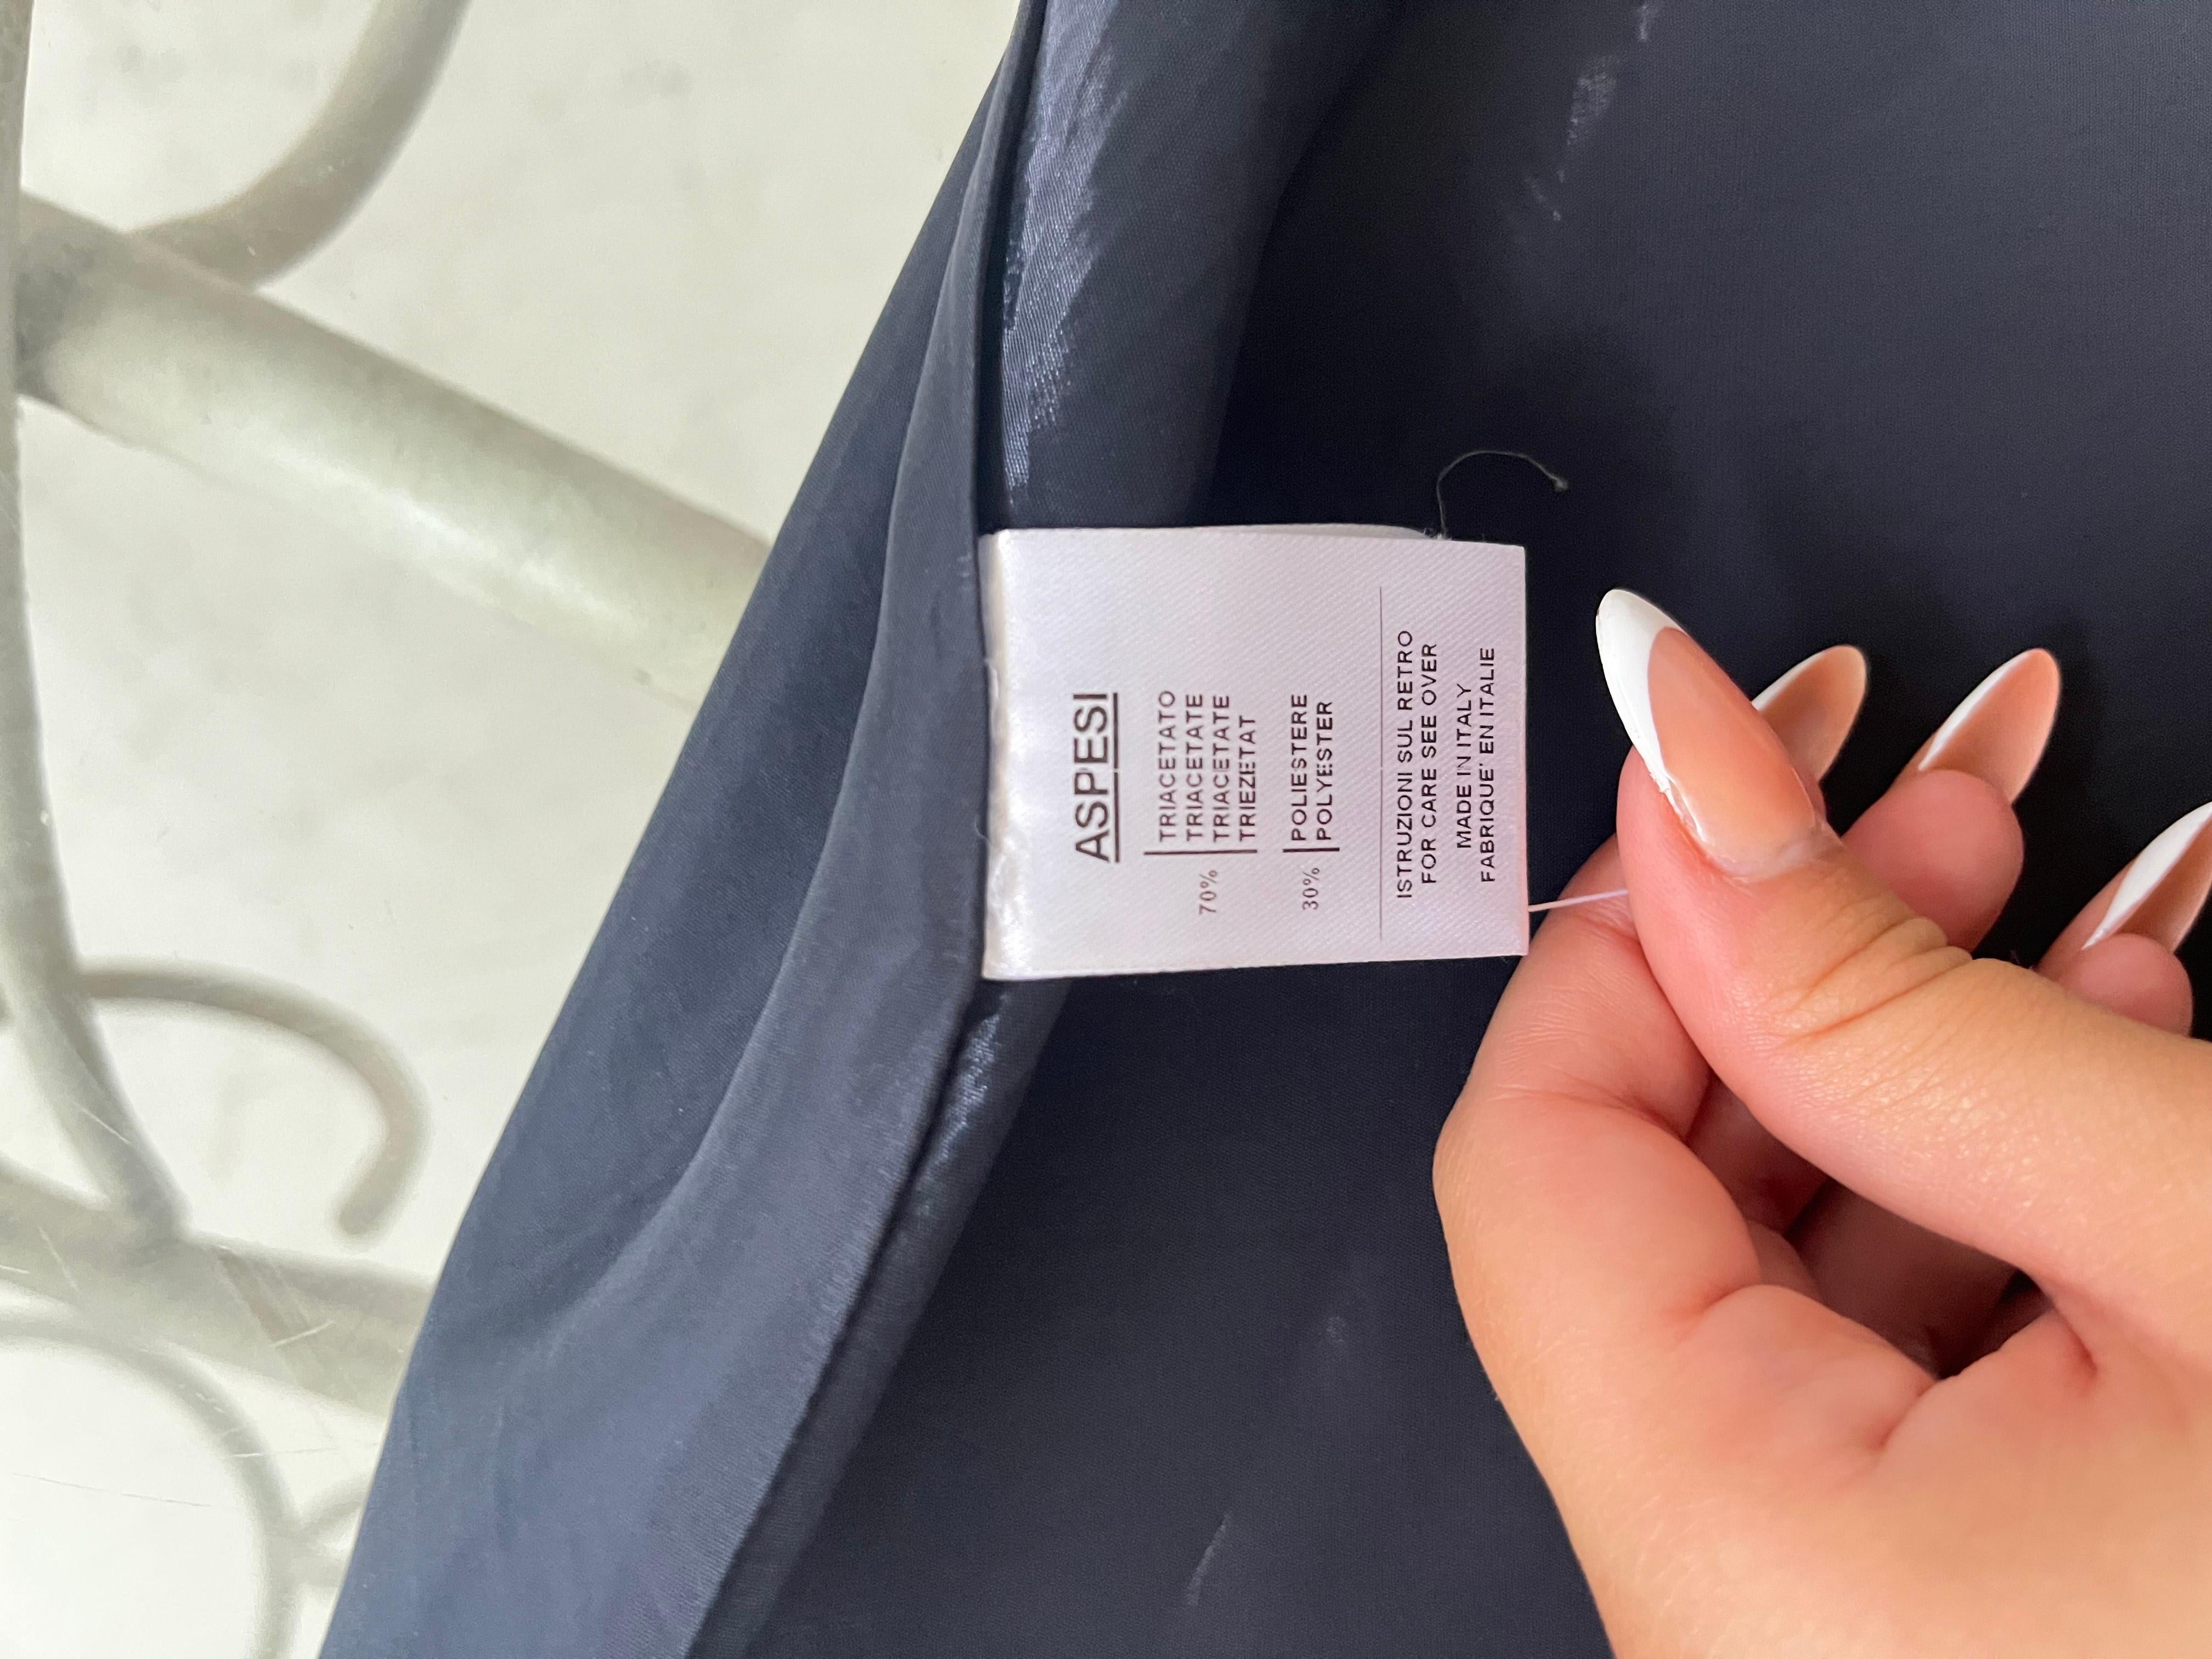 ASPESI
70% TRIACETATO
TRIACETATE
TRIACETATE
TRIEZETAT
30% POLIESTERE
POLYESTER
ISTRUZIONI SUL RETRO
FOR CARE SEE OVER
MADE IN ITALY
FABRIQUE' EN ITALIE